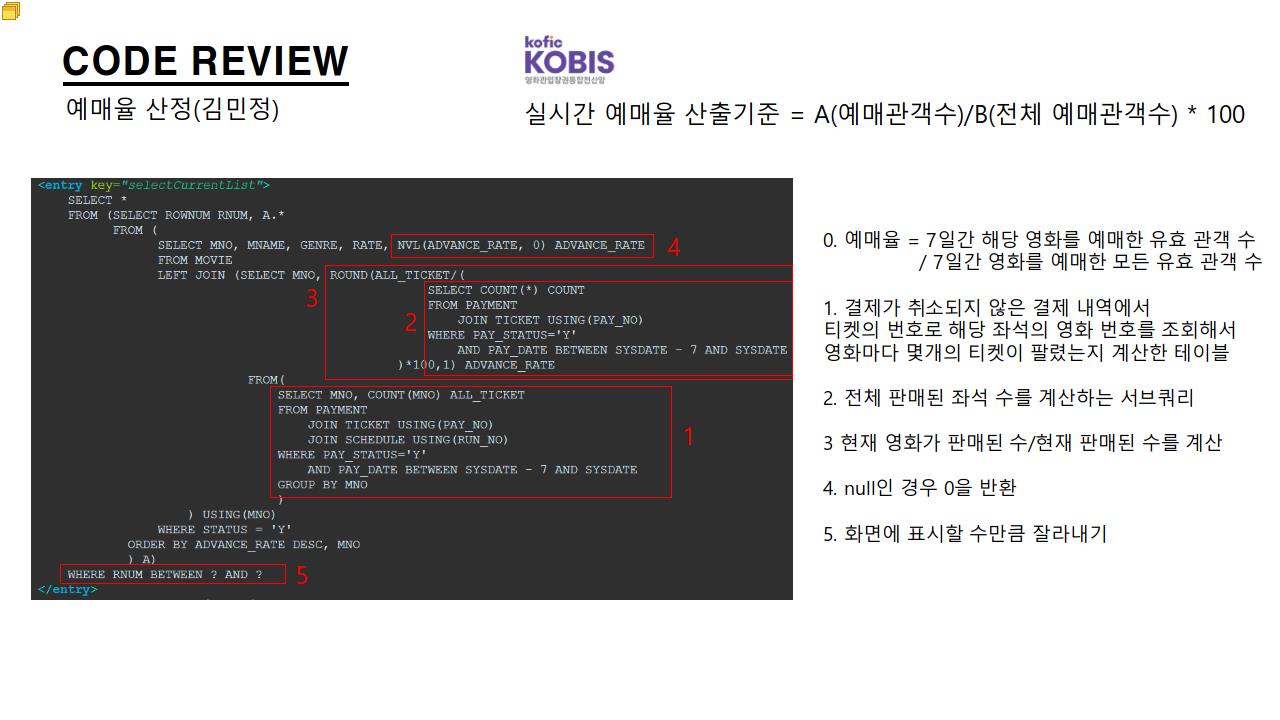 CODE REVIEW
예매율 산정(김민정)
kofic
KOBIS
영화관입장권통합전산망
실시간 예매율 산출기준 = A(예매관객수)/B(전체 예매관객수) * 100
<entry key="selectCurrentList">
SELECT *
FROM (SELECT ROWNUM RNUM, A.*
FROM (
SELECT MNO, MNAME, GENRE, RATE, NVL(ADVANCE_RATE, 0) ADVANCE_RATE
4
FROM MOVIE
LEFT JOIN (SELECT MNO, ROUND(ALL_TICKET/(
3
SELECT COUNT(*) COUNT
FROM PAYMENT
2
JOIN TICKET USING(PAY_NO)
WHERE PAY_STATUS='Y'
AND PAY_DATE BETWEEN SYSDATE - 7 AND SYSDATE
)*100,1) ADVANCE_RATE
FROM(
SELECT MNO, COUNT(MNO) ALL_TICKET
FROM PAYMENT
JOIN TICKET USING(PAY_NO)
1
JOIN SCHEDULE USING(RUN_NO)
WHERE PAY_STATUS='Y'
AND PAY_DATE BETWEEN SYSDATE - 7 AND SYSDATE
GROUP BY MNO
)
) USING(MNO)
WHERE STATUS = 'Y'
ORDER BY ADVANCE_RATE DESC, MNO
) A)
WHERE RNUM BETWEEN ? AND ?
5
</entry>
0. 예매율 = 7일간 해당 영화를 예매한 유효 관객 수
/ 7일간 영화를 예매한 모든 유효 관객 수
1. 결제가 취소되지 않은 결제 내역에서
티켓의 번호로 해당 좌석의 영화 번호를 조회해서
영화마다 몇개의 티켓이 팔렸는지 계산한 테이블
2. 전체 판매된 좌석 수를 계산하는 서브쿼리
3 현재 영화가 판매된 수/현재 판매된 수를 계산
4. null인 경우 0을 반환
5. 화면에 표시할 수만큼 잘라내기